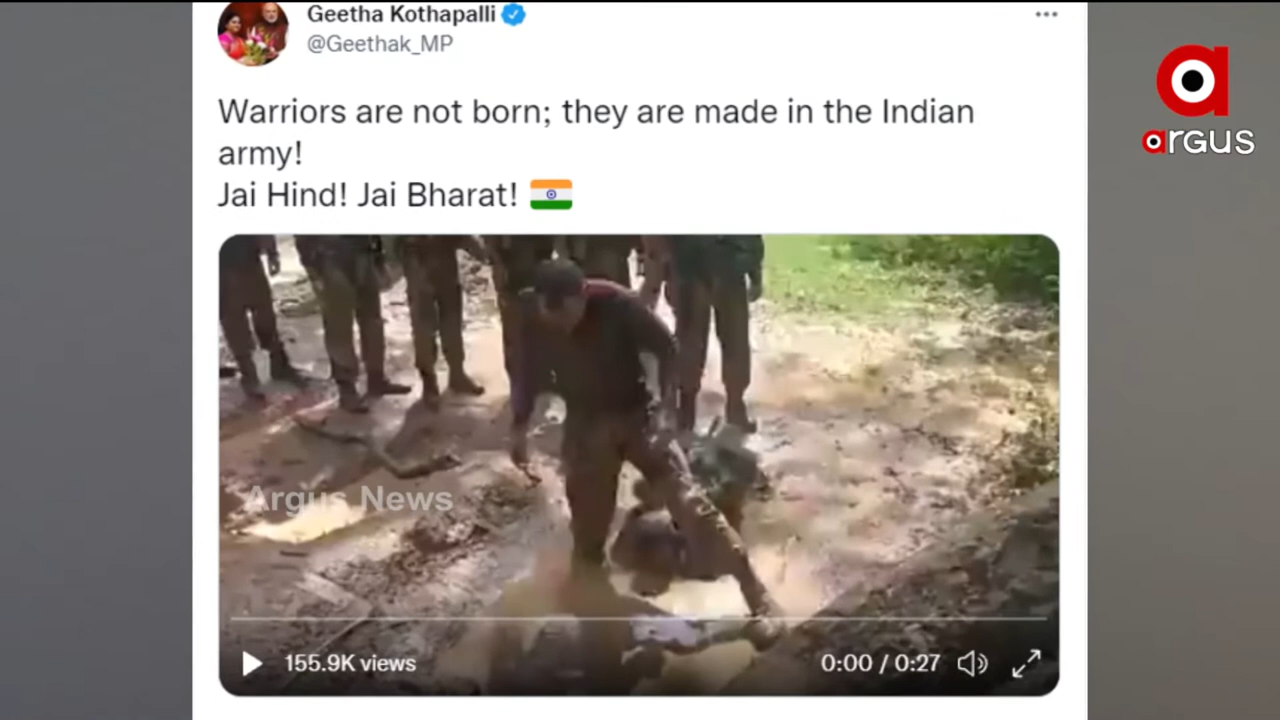 Geetha Kothapalli
@Geethak_MP
argus
Warriors are not born; they are made in the Indian
army!
Jai Hind! Jai Bharat!
Argus News
155.9K views
0:00 / 0:27